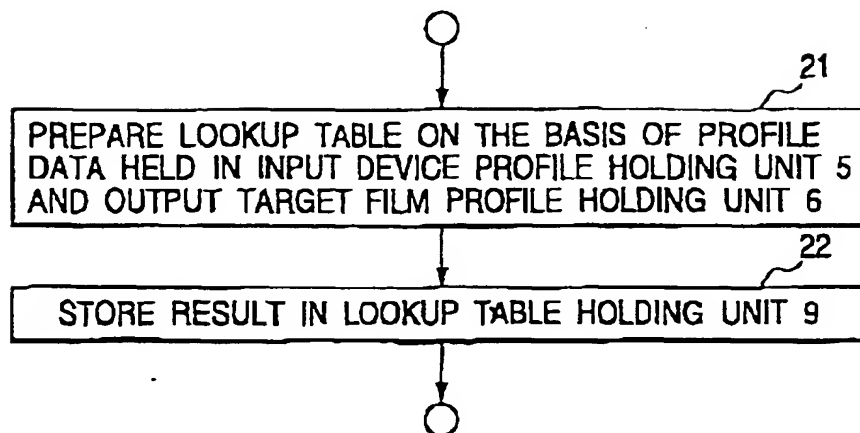 21
PREPARE LOOKUP TABLE ON THE BASIS OF PROFILE
DATA HELD IN INPUT DEVICE PROFILE HOLDING UNIT 5
AND OUTPUT TARGET FILM PROFILE HOLDING UNIT 6
22
STORE RESULT IN LOOKUP TABLE HOLDING UNIT 9